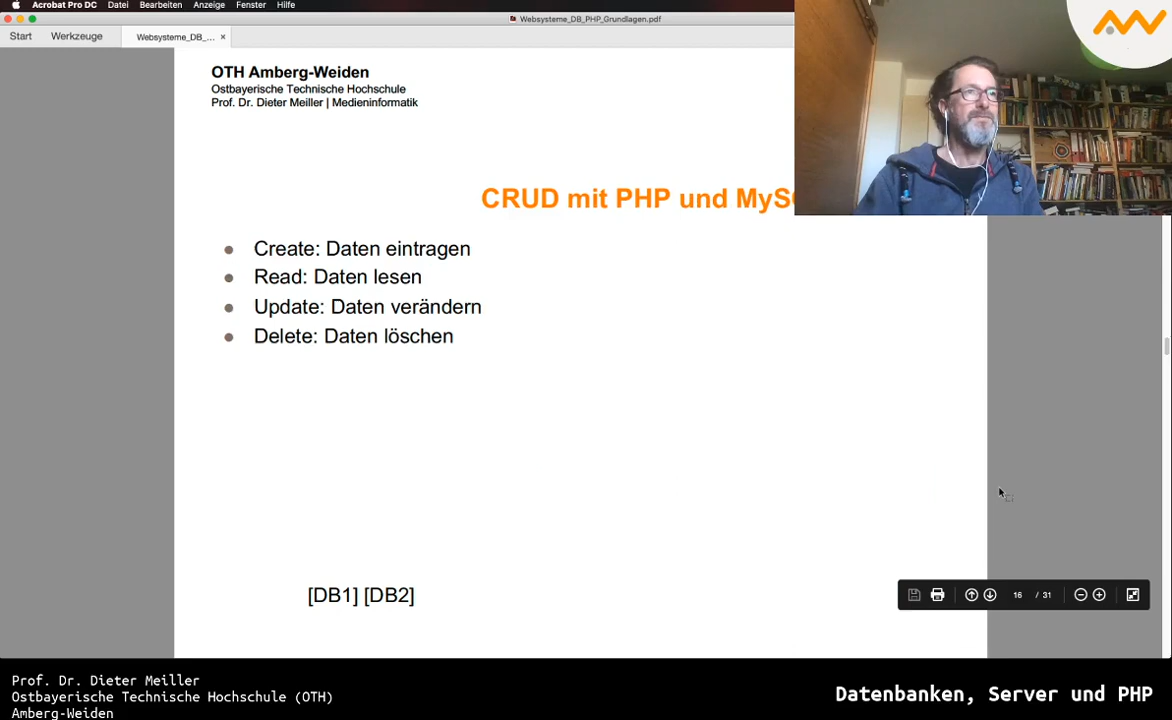 Acrobat Pro DC Datei Bearbeiten Anzeige Fenster Hilfe
Websysteme_DB_PHP_Grundlagen.pdf
Start Werkzeuge Websysteme_DB_... ×
OTH Amberg-Weiden
Ostbayerische Technische Hochschule
Prof. Dr. Dieter Meiller | Medieninformatik
CRUD mit PHP und MyS
Create: Daten eintragen
Read: Daten lesen
Update: Daten verändern
Delete: Daten löschen
[DB1] [DB2]
16 / 31
Prof. Dr. Dieter Meiller
Ostbayerische Technische Hochschule (OTH)
Amberg-Weiden
Datenbanken, Server und PHP